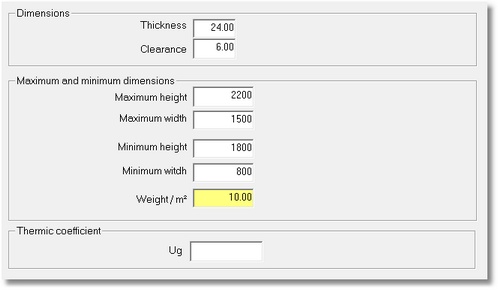 Dimensions
Thickness 24.00
Clearance 6.00
Maximum and minimum dimensions
Maximum height 2200
Maximum width 1500
Minimum height 1800
Minimum witdh 800
Weight / m² 10.00
Thermic coefficient
Ug